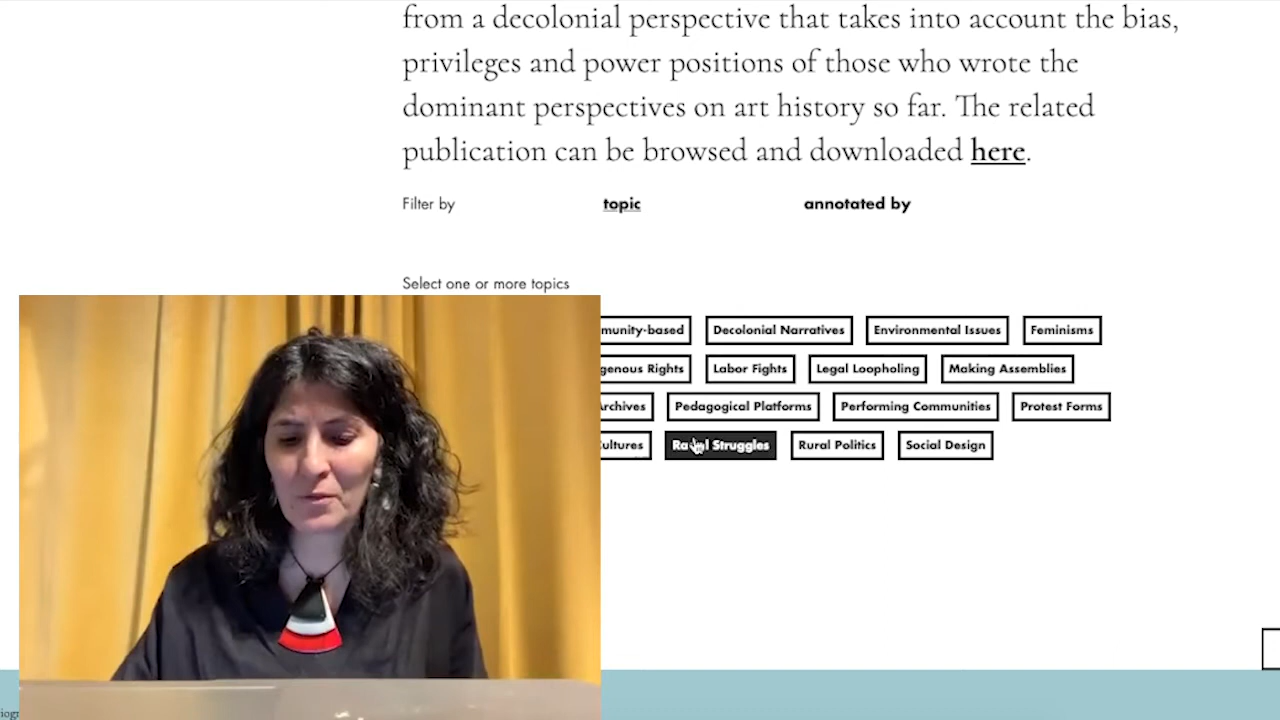 from a decolonial perspective that takes into account the bias,
privileges and power positions of those who wrote the
dominant perspectives on art history so far. The related
publication can be browsed and downloaded here.
Filter by topic annotated by
Select one or more topics
Decolonial Narratives Environmental Issues Feminisms
Rights Labor Fights Legal Loopholing Making Assemblies
Pedagogical Platforms Performing Communities Protest Forms
Struggles Rural Politics Social Design